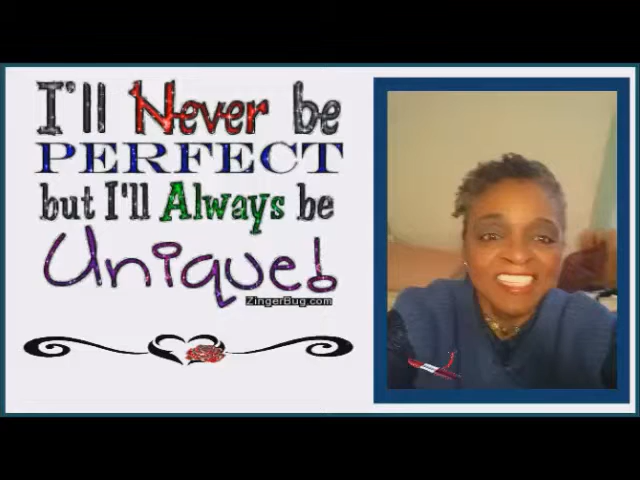 I'll Never be
PERFECT
but I'll Always be
Unique!
ZingerBug.com